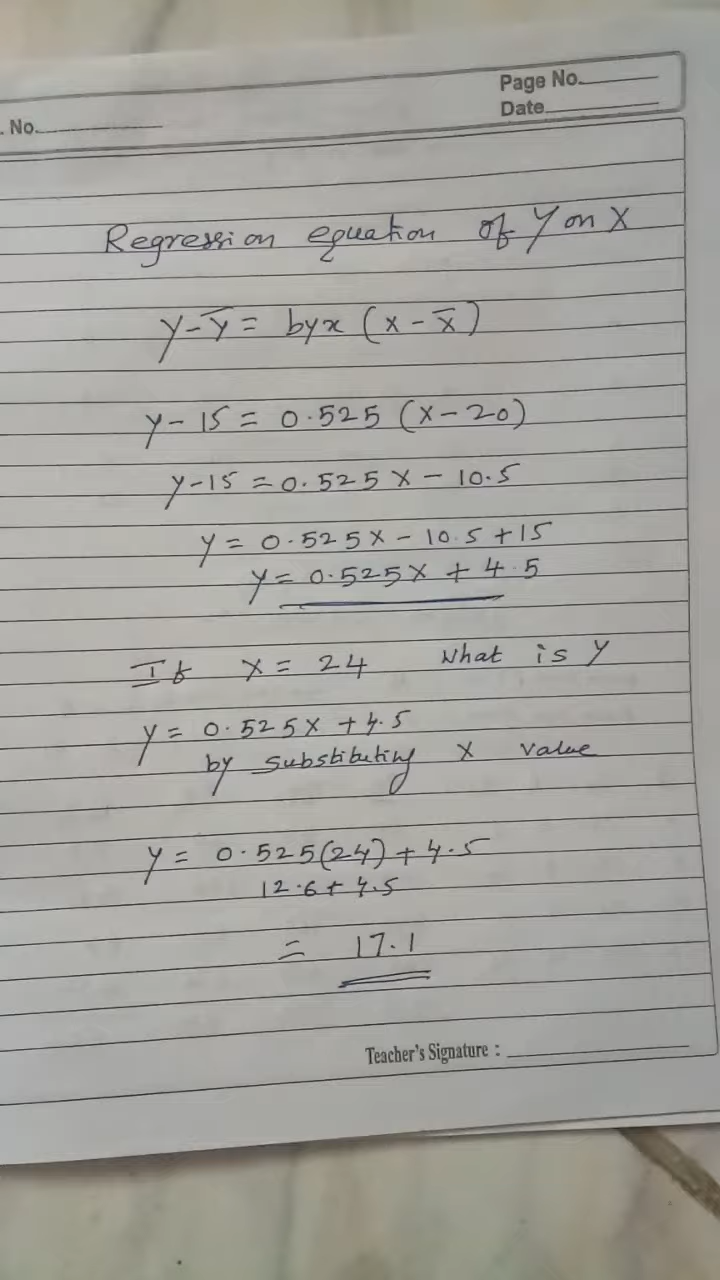 Page No.
Date
. No.
Regression equation of Y on X
y - y̅ = byx (x - x̅)
y - 15 = 0.525 (x - 20)
y - 15 = 0.525 x - 10.5
y = 0.525x - 10.5 + 15
y = 0.525x + 4.5
If x = 24 What is y
y = 0.525x + 4.5
by substituting x value
y = 0.525(24) + 4.5
12.6 + 4.5
= 17.1
Teacher's Signature :